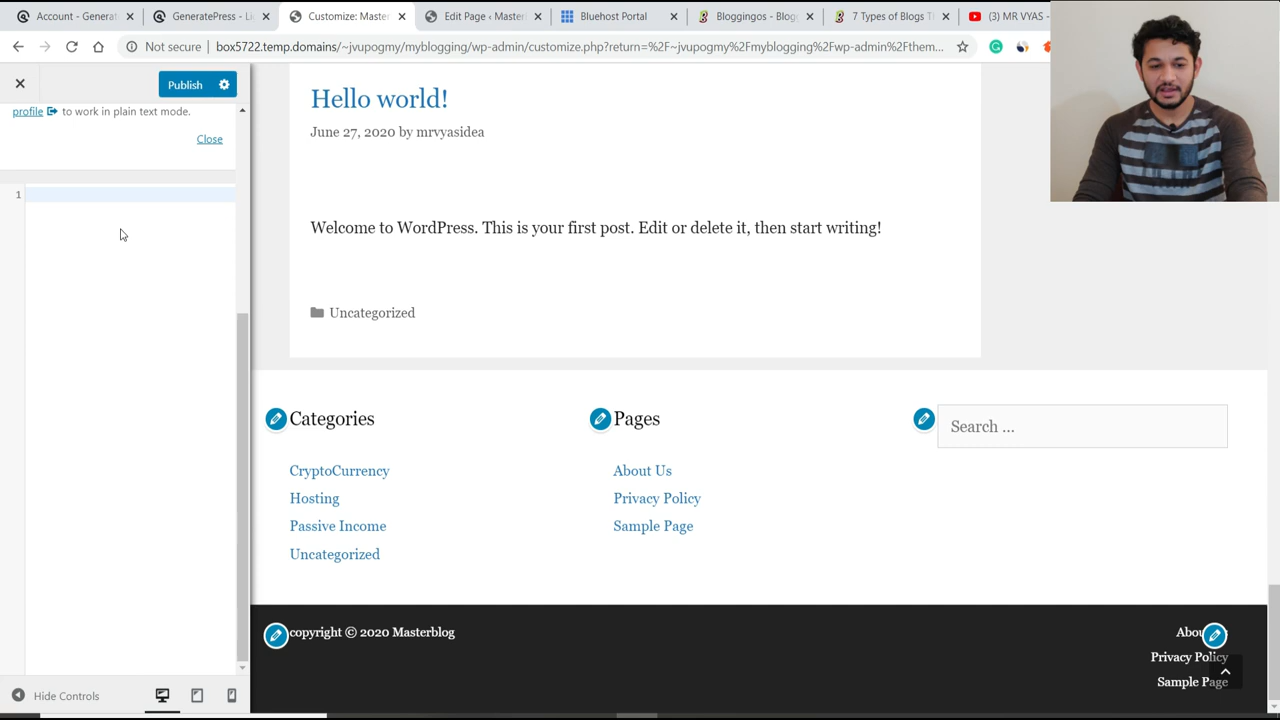 Account - Generat
GeneratePress - Li
Customize: Master
Edit Page ‹ Master
Bluehost Portal
Bloggingos - Blog
7 Types of Blogs T
(3) MR VYAS -
Not secure
box5722.temp.domains/~jvupogmy/myblogging/wp-admin/customize.php?return=%2F~jvupogmy%2Fmyblogging%2Fwp-admin%2Fthem...
Publish
profile to work in plain text mode.
Close
1
Hello world!
June 27, 2020 by mrvyasidea
Welcome to WordPress. This is your first post. Edit or delete it, then start writing!
Uncategorized
Categories
CryptoCurrency
Hosting
Passive Income
Uncategorized
Pages
About Us
Privacy Policy
Sample Page
Search ...
copyright © 2020 Masterblog
Privacy Policy
Sample Page
Hide Controls